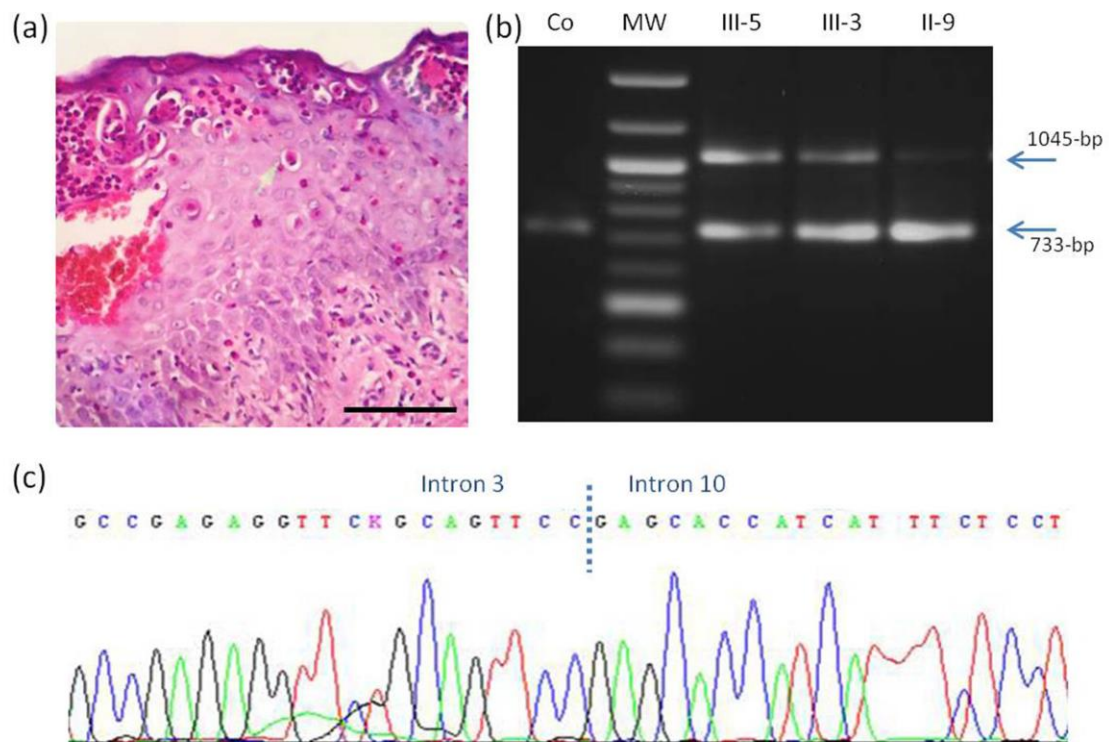 (a)
(b) Co MW III-5 III-3 II-9
1045-bp
733-bp
(c)
Intron 3 Intron 10
G C C G A G A G G T T C K G C A G T T C C G A G C A C C A T C A T T T C T C C T